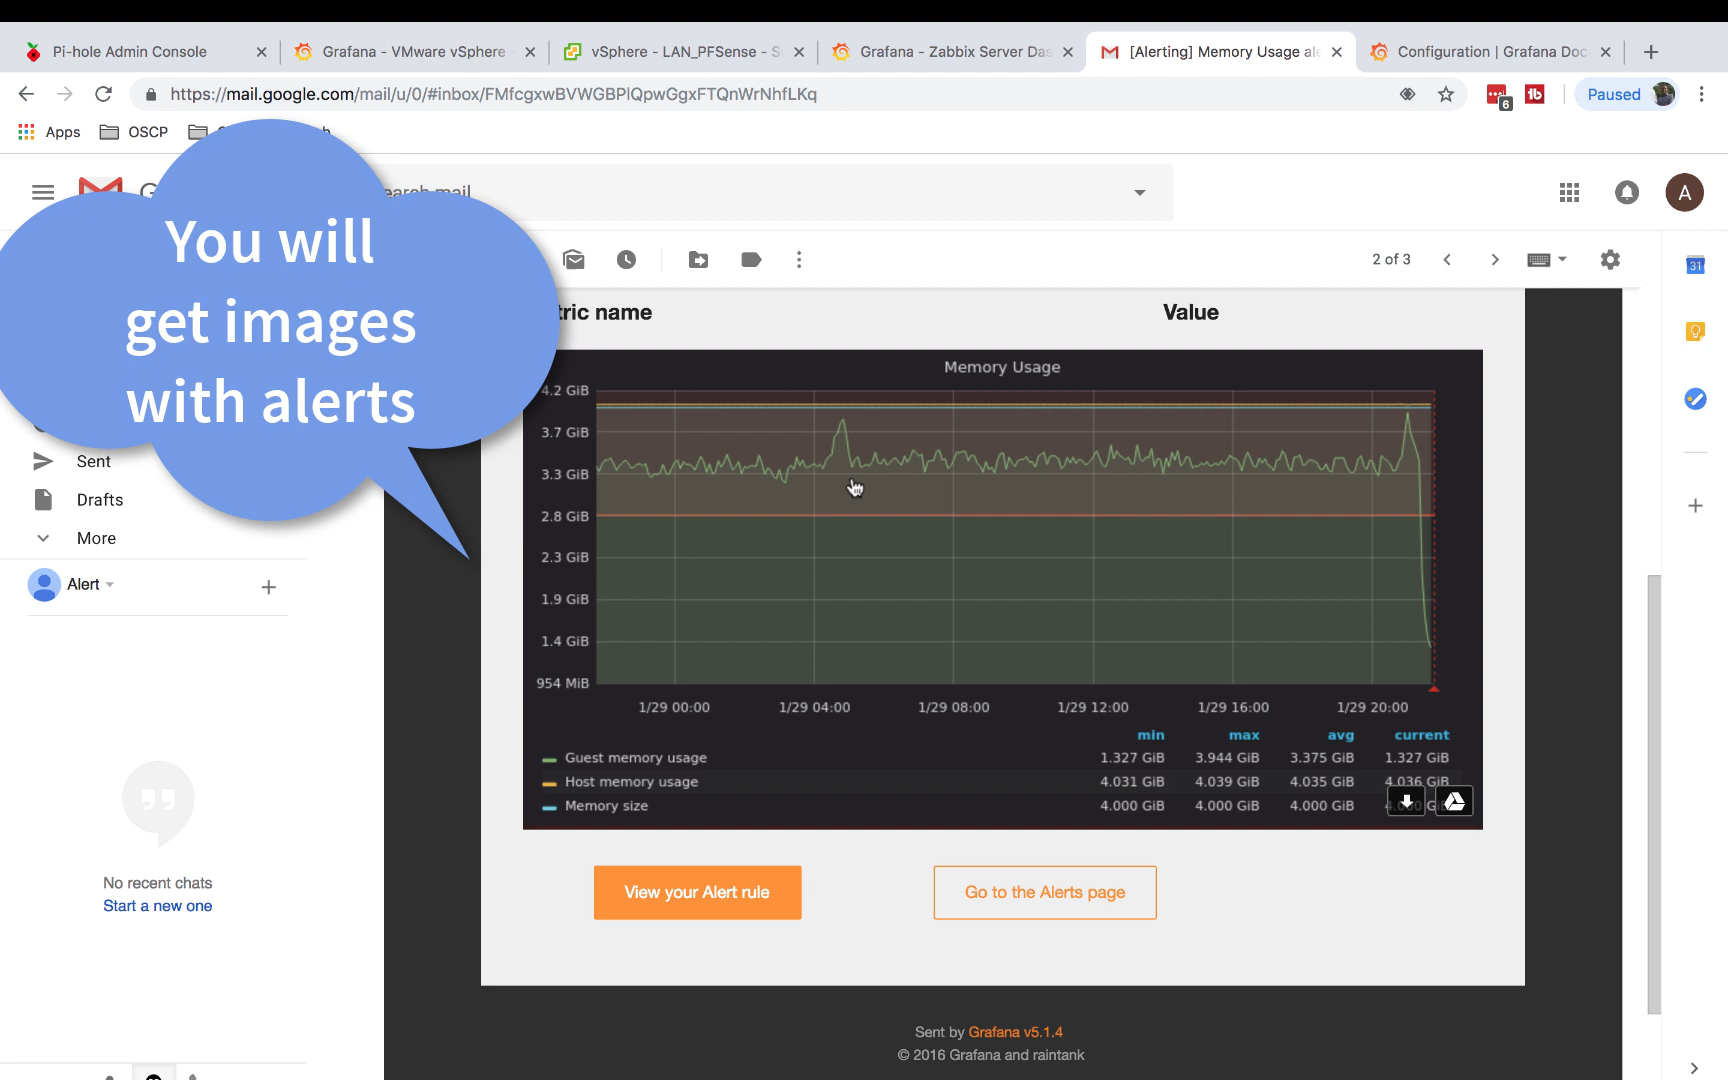 Pi-hole Admin Console
Grafana - VMware vSphere
vSphere - LAN_PFSense - S
Grafana - Zabbix Server Das
[Alerting] Memory Usage ale
Configuration | Grafana Doc
https://mail.google.com/mail/u/0/#inbox/FMfcgxwBVWGBPlQpwGgxFTQnWrNhfLKq
6
Paused
Apps
OSCP
earch mail
A
You will
get images
with alerts
2 of 3
31
tric name
Value
Sent
Drafts
More
Alert
No recent chats
Start a new one
Memory Usage
4.2 GiB
3.7 GiB
3.3 GiB
2.8 GiB
2.3 GiB
1.9 GiB
1.4 GiB
954 MiB
1/29 00:00
1/29 04:00
1/29 08:00
1/29 12:00
1/29 16:00
1/29 20:00
min max avg current
Guest memory usage 1.327 GiB 3.944 GiB 3.375 GiB 1.327 GiB
Host memory usage 4.031 GiB 4.039 GiB 4.035 GiB 4.036 GiB
Memory size 4.000 GiB 4.000 GiB 4.000 GiB
View your Alert rule
Go to the Alerts page
Sent by Grafana v5.1.4
© 2016 Grafana and raintank